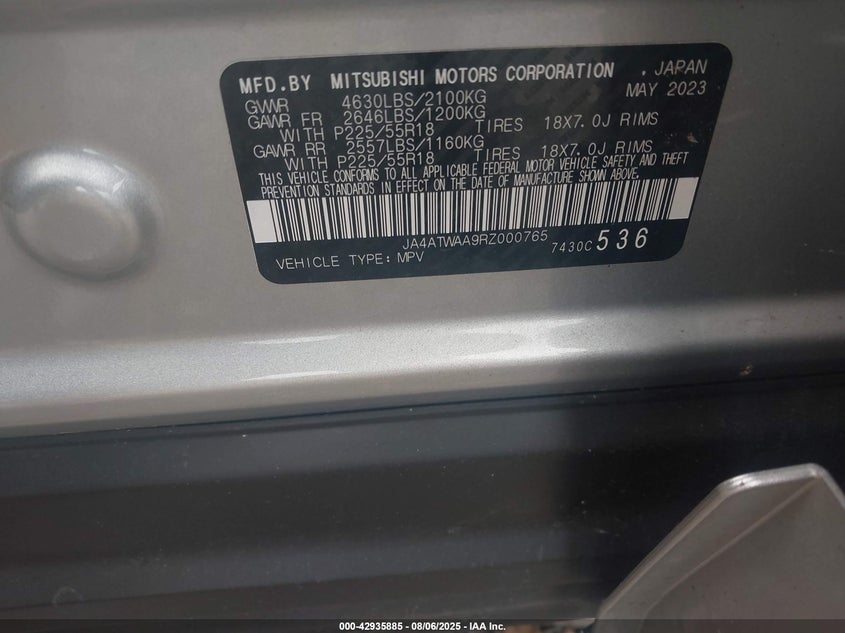 MFD.BY MITSUBISHI MOTORS CORPORATION , JAPAN
GVWR 4630LBS/2100KG MAY 2023
GAWR FR 2646LBS/1200KG
WITH P225/55R18 TIRES 18X7.0J RIMS
GAWR RR 2557LBS/1160KG
WITH P225/55R18 TIRES 18X7.0J RIMS
THIS VEHICLE CONFORMS TO ALL APPLICABLE FEDERAL MOTOR VEHICLE SAFETY AND THEFT
PREVENTION STANDARDS IN EFFECT ON THE DATE OF MANUFACTURE SHOWN ABOVE.
JA4ATWAA9RZ000765
VEHICLE TYPE: MPV 7430C 536
000-42935885 - 08/06/2025 - IAA Inc.